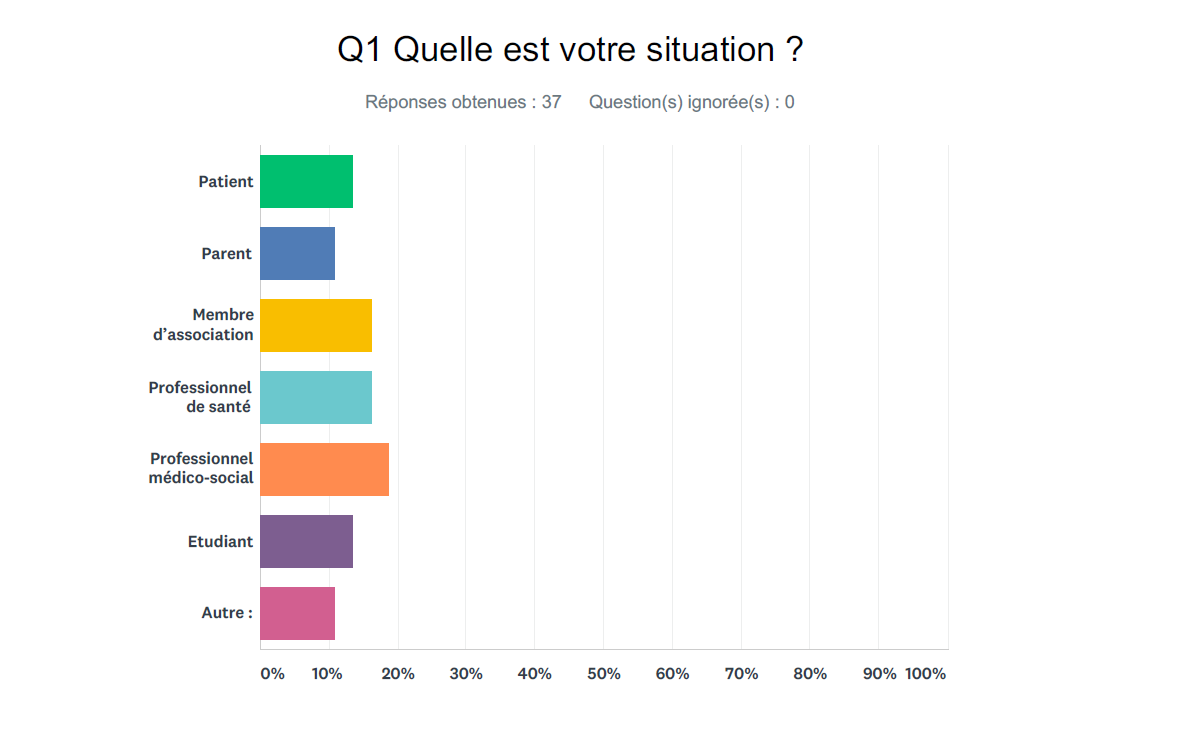 Q1 Quelle est votre situation ?
Réponses obtenues : 37 Question(s) ignorée(s) : 0
Patient
Parent
Membre
d’association
Professionnel
de santé
Professionnel
médico-social
Etudiant
Autre :
0% 10% 20% 30% 40% 50% 60% 70% 80% 90% 100%